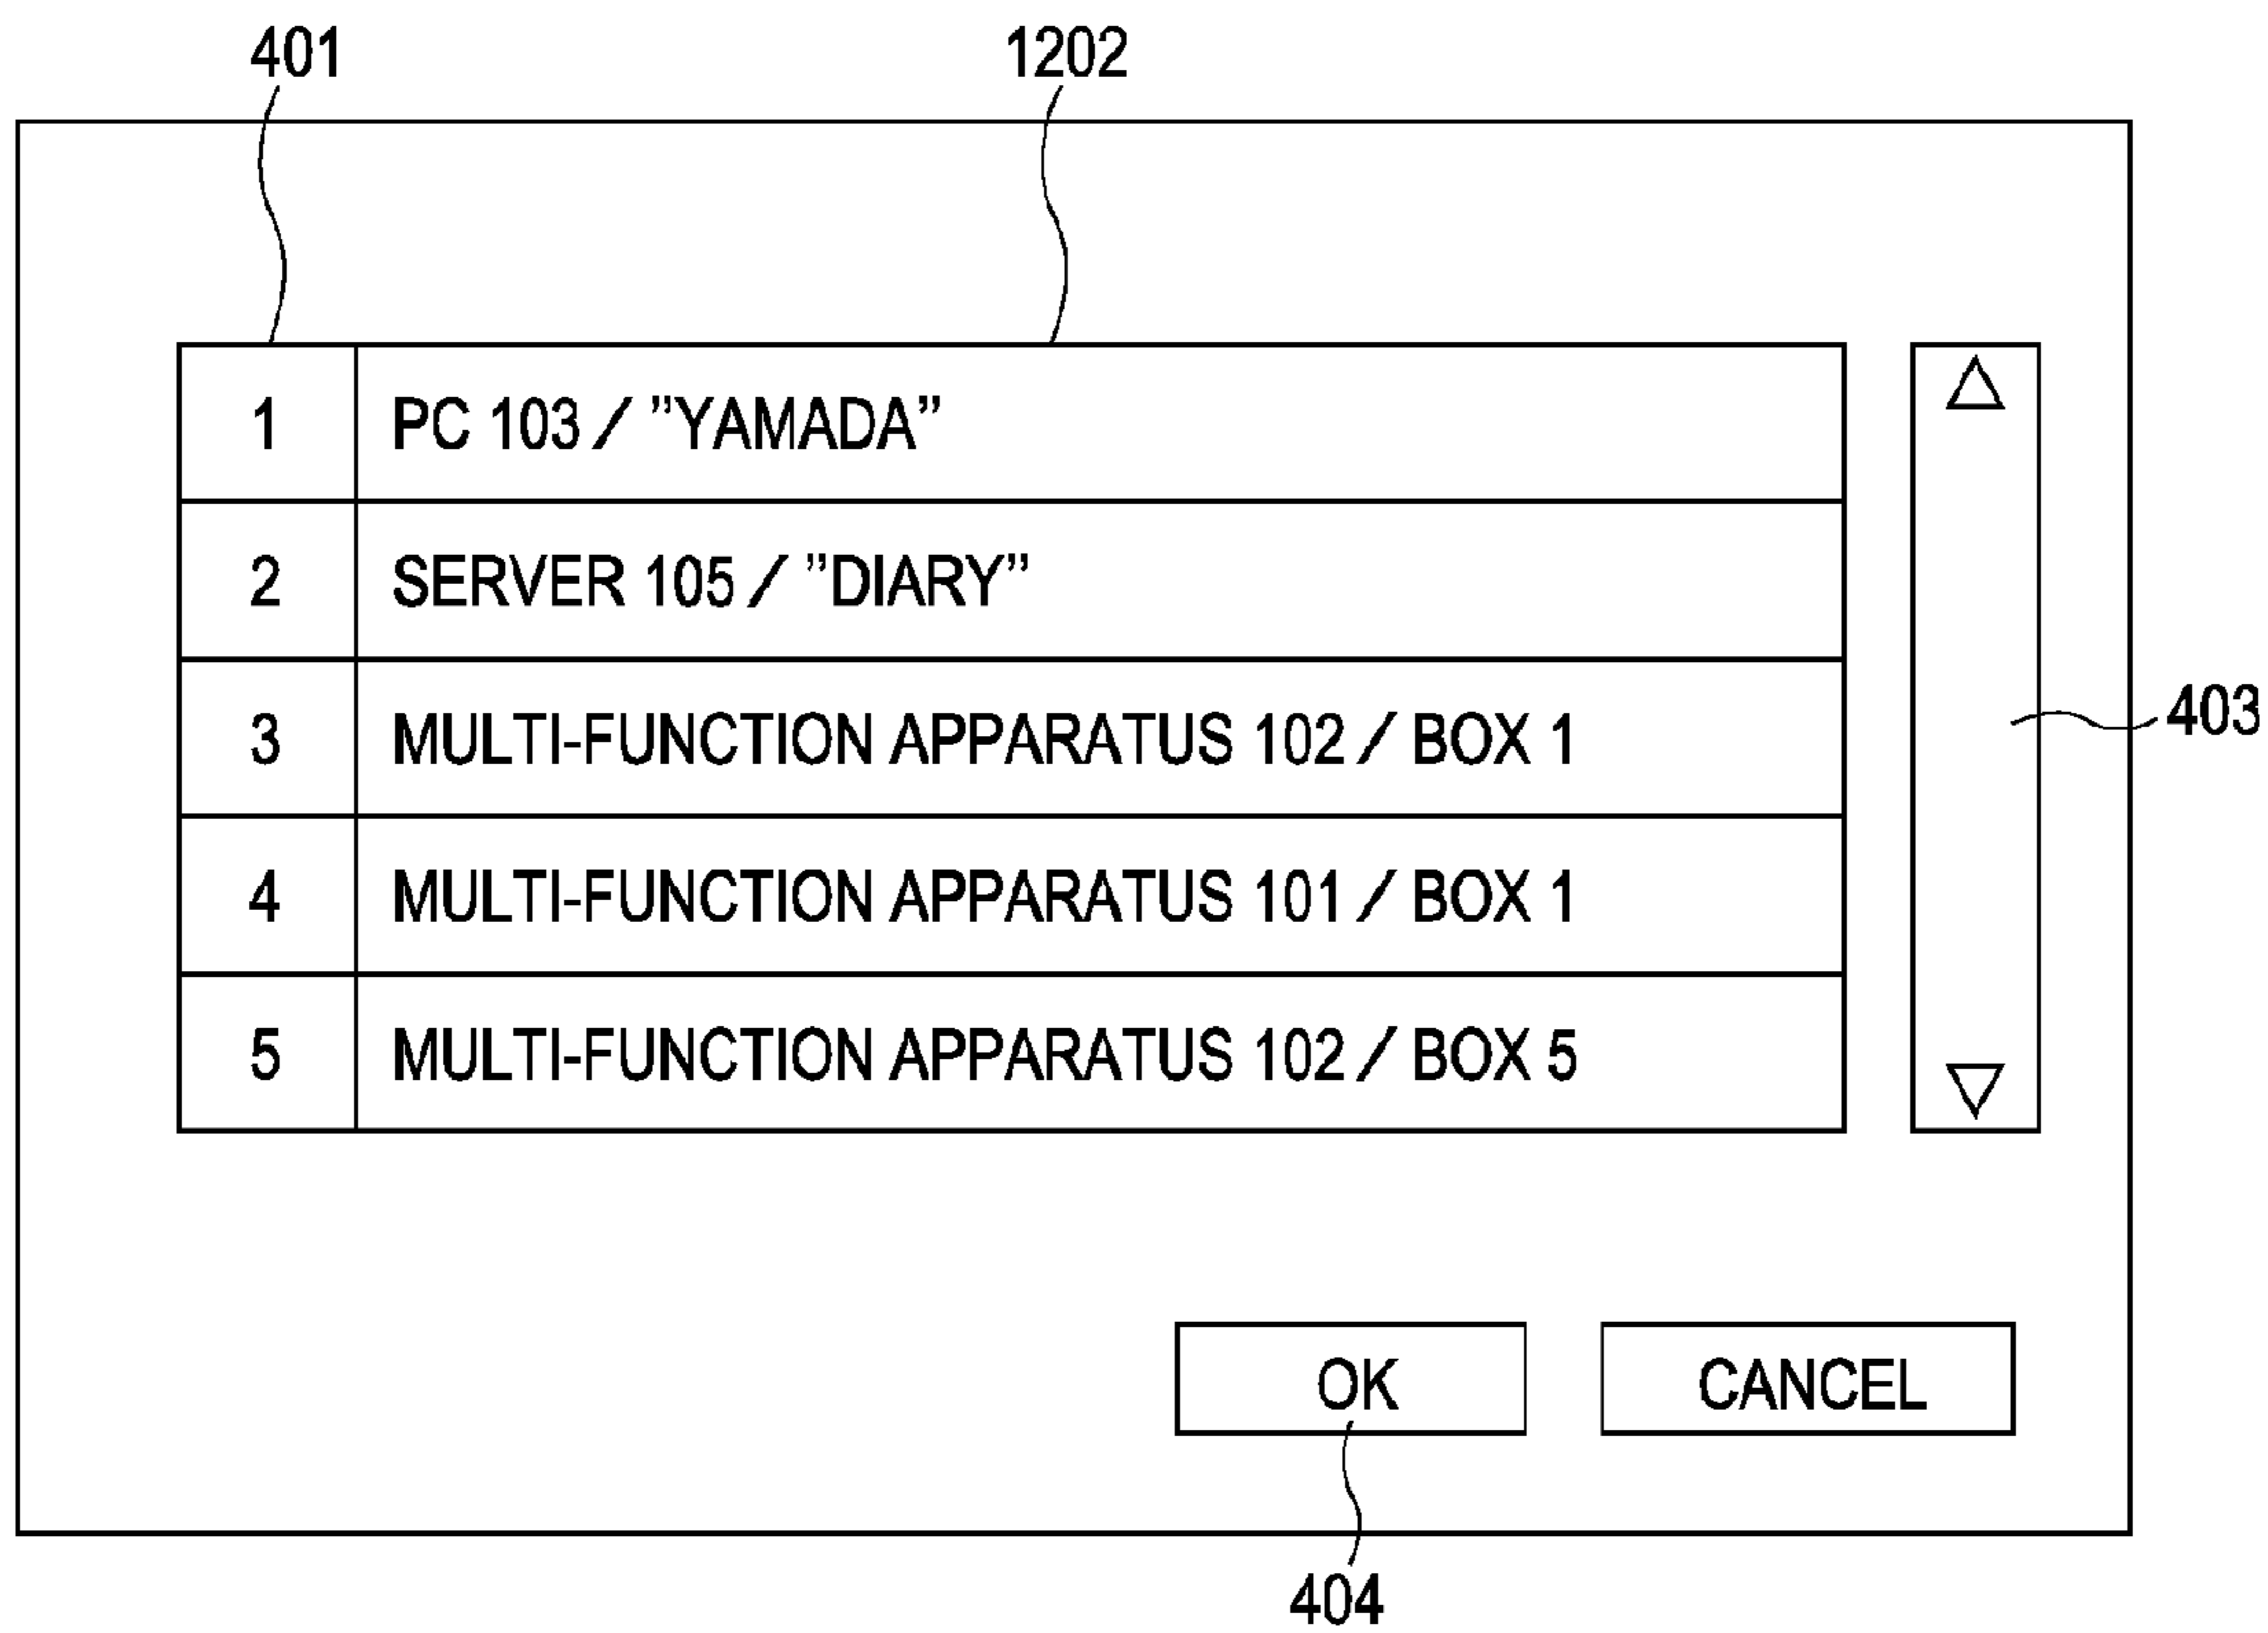 401 1202
1 PC 103 / ”YAMADA”
2 SERVER 105 / ”DIARY”
3 MULTI-FUNCTION APPARATUS 102 / BOX 1
403
4 MULTI-FUNCTION APPARATUS 101 / BOX 1
5 MULTI-FUNCTION APPARATUS 102 / BOX 5
OK CANCEL
404